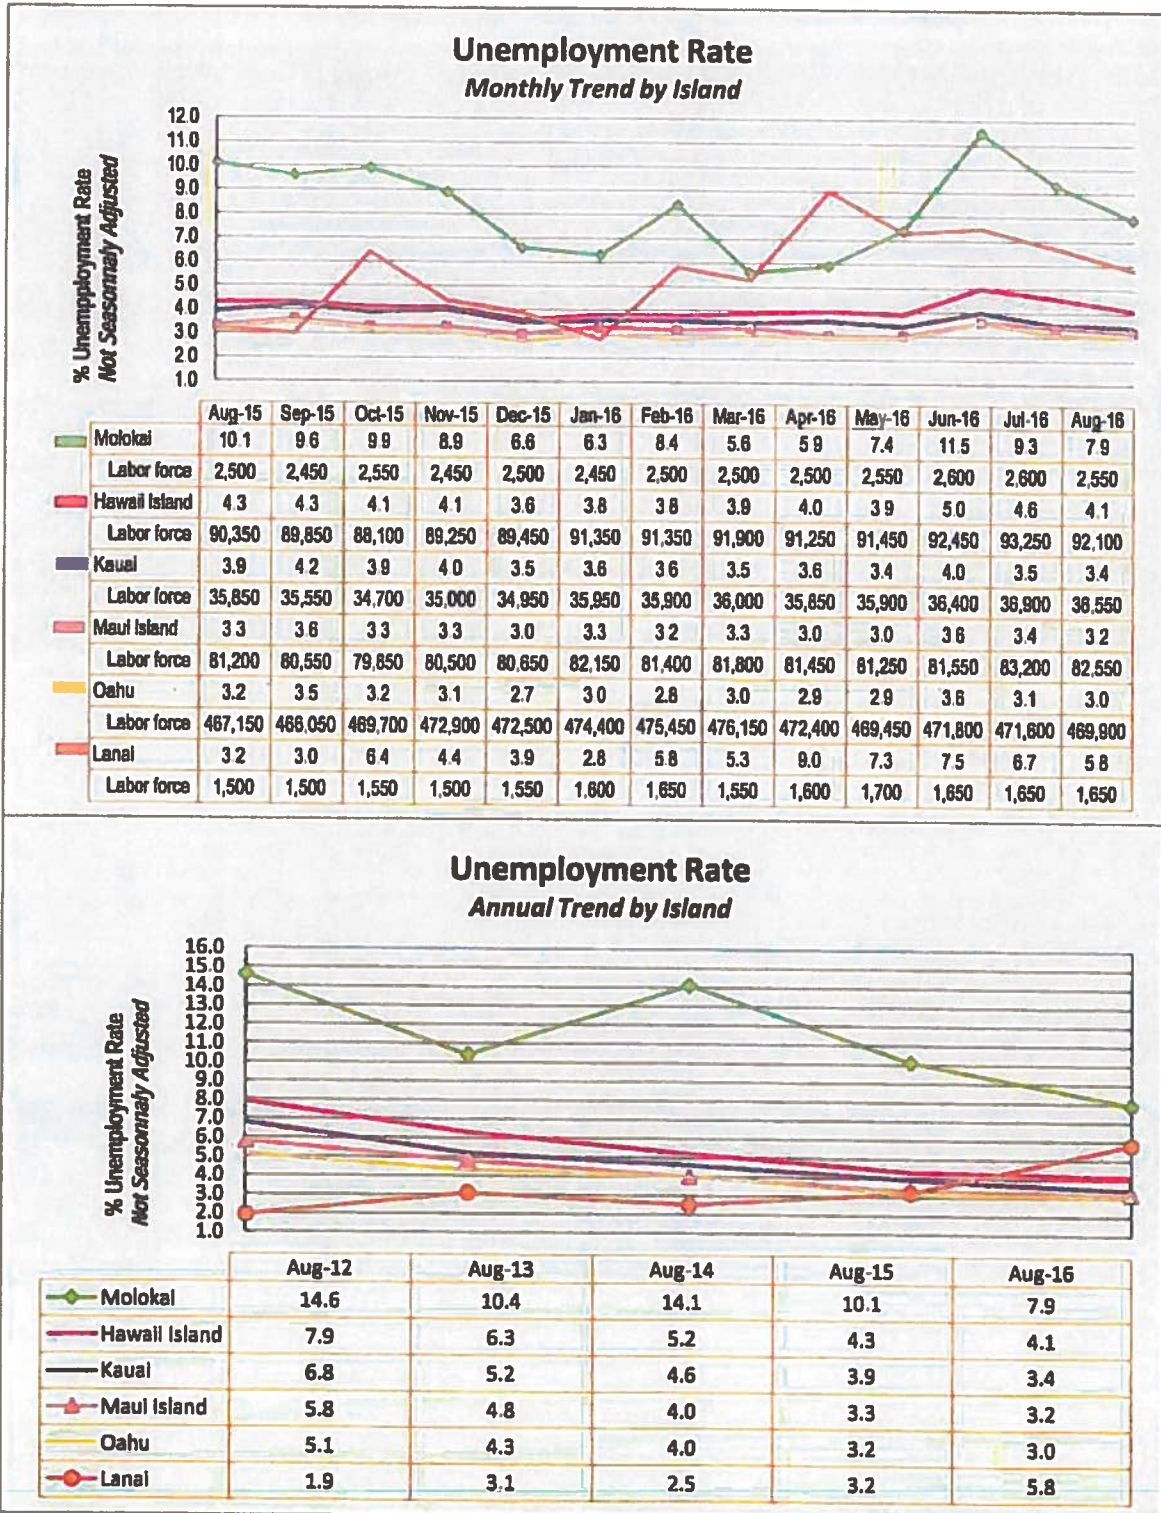 Unemployment Rate
Monthly Trend by Island
% Unempployment Rate
Not Seasonnaly Adjusted
12.0
11.0
10.0
9.0
8.0
7.0
6.0
5.0
4.0
3.0
2.0
1.0
Aug-15 Sep-15 Oct-15 Nov-15 Dec-15 Jan-16 Feb-16 Mar-16 Apr-16 May-16 Jun-16 Jul-16 Aug-16
Molokai 10.1 9.6 9.9 8.9 6.6 6.3 8.4 5.6 5.9 7.4 11.5 9.3 7.9
Labor force 2,500 2,450 2,550 2,450 2,500 2,450 2,500 2,500 2,500 2,550 2,600 2,600 2,550
Hawaii Island 4.3 4.3 4.1 4.1 3.6 3.8 3.8 3.9 4.0 3.9 5.0 4.6 4.1
Labor force 90,350 89,850 88,100 89,250 89,450 91,350 91,350 91,900 91,250 91,450 92,450 93,250 92,100
Kauai 3.9 4.2 3.9 4.0 3.5 3.6 3.6 3.5 3.6 3.4 4.0 3.5 3.4
Labor force 35,850 35,550 34,700 35,000 34,950 35,950 35,900 36,000 35,850 35,900 36,400 36,900 36,550
Maui Island 3.3 3.6 3.3 3.3 3.0 3.3 3.2 3.3 3.0 3.0 3.6 3.4 3.2
Labor force 81,200 80,550 79,850 80,500 80,650 82,150 81,400 81,800 81,450 81,250 81,550 83,200 82,550
Oahu 3.2 3.5 3.2 3.1 2.7 3.0 2.8 3.0 2.9 2.9 3.6 3.1 3.0
Labor force 467,150 466,050 469,700 472,900 472,500 474,400 475,450 476,150 472,400 469,450 471,800 471,600 469,900
Lanai 3.2 3.0 6.4 4.4 3.9 2.8 5.8 5.3 9.0 7.3 7.5 6.7 5.8
Labor force 1,500 1,500 1,550 1,500 1,550 1,600 1,650 1,550 1,600 1,700 1,650 1,650 1,650
Unemployment Rate
Annual Trend by Island
% Unemployment Rate
Not Seasonnaly Adjusted
16.0
15.0
14.0
13.0
12.0
11.0
10.0
9.0
8.0
7.0
6.0
5.0
4.0
3.0
2.0
1.0
Aug-12 Aug-13 Aug-14 Aug-15 Aug-16
Molokai 14.6 10.4 14.1 10.1 7.9
Hawaii Island 7.9 6.3 5.2 4.3 4.1
Kauai 6.8 5.2 4.6 3.9 3.4
Maui Island 5.8 4.8 4.0 3.3 3.2
Oahu 5.1 4.3 4.0 3.2 3.0
Lanai 1.9 3.1 2.5 3.2 5.8